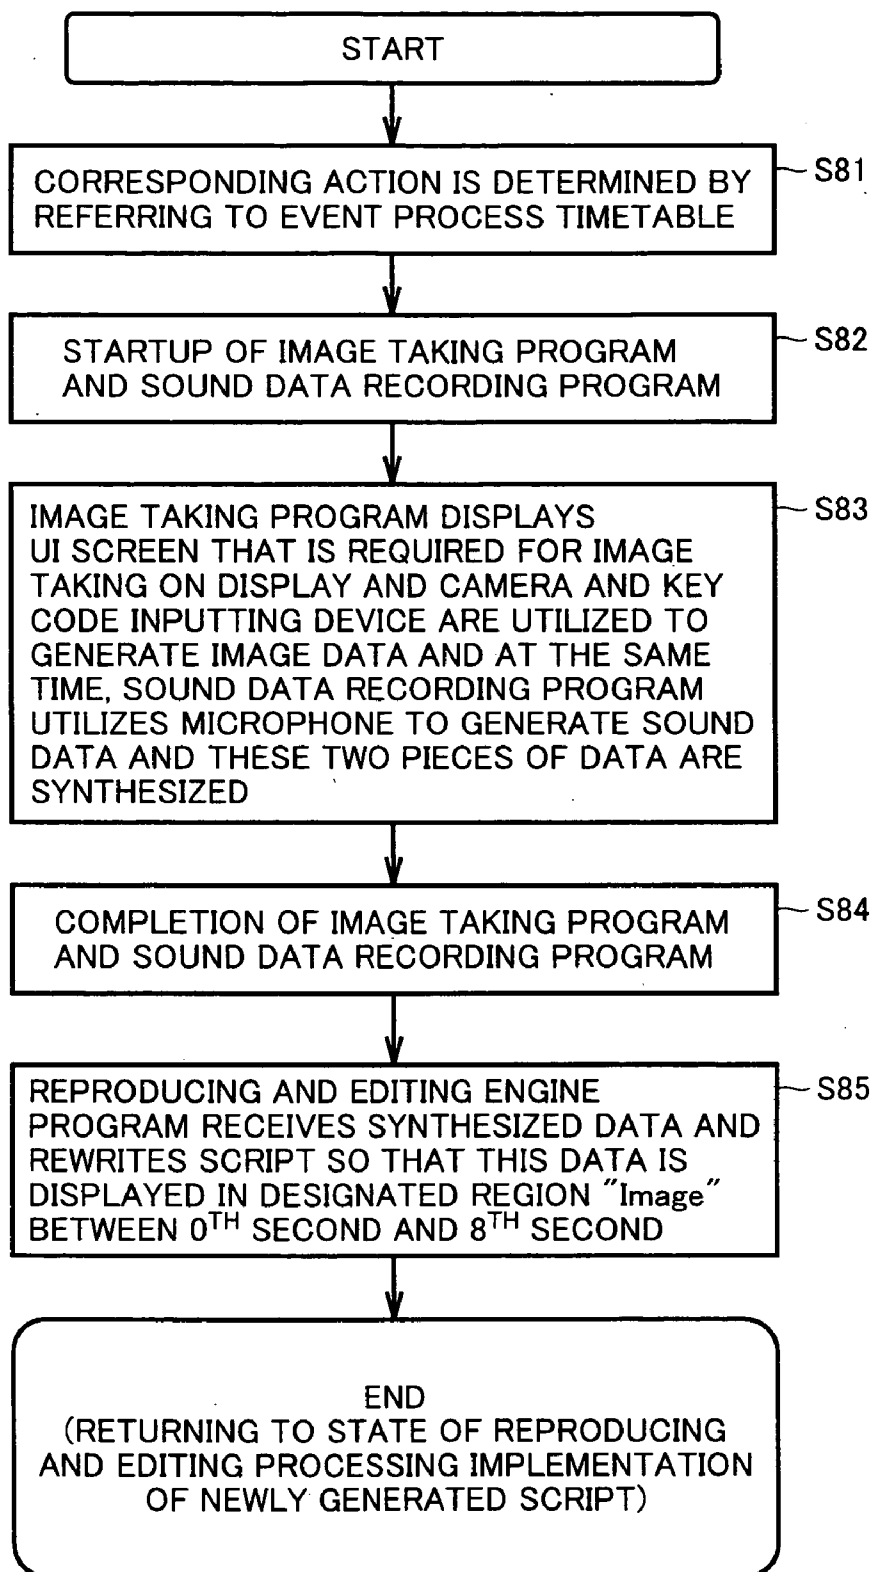 START
S81
CORRESPONDING ACTION IS DETERMINED BY
REFERRING TO EVENT PROCESS TIMETABLE
S82
STARTUP OF IMAGE TAKING PROGRAM
AND SOUND DATA RECORDING PROGRAM
S83
IMAGE TAKING PROGRAM DISPLAYS
UI SCREEN THAT IS REQUIRED FOR IMAGE
TAKING ON DISPLAY AND CAMERA AND KEY
CODE INPUTTING DEVICE ARE UTILIZED TO
GENERATE IMAGE DATA AND AT THE SAME
TIME, SOUND DATA RECORDING PROGRAM
UTILIZES MICROPHONE TO GENERATE SOUND
DATA AND THESE TWO PIECES OF DATA ARE
SYNTHESIZED
S84
COMPLETION OF IMAGE TAKING PROGRAM
AND SOUND DATA RECORDING PROGRAM
S85
REPRODUCING AND EDITING ENGINE
PROGRAM RECEIVES SYNTHESIZED DATA AND
REWRITES SCRIPT SO THAT THIS DATA IS
DISPLAYED IN DESIGNATED REGION "Image"
BETWEEN 0TH SECOND AND 8TH SECOND
END
(RETURNING TO STATE OF REPRODUCING
AND EDITING PROCESSING IMPLEMENTATION
OF NEWLY GENERATED SCRIPT)